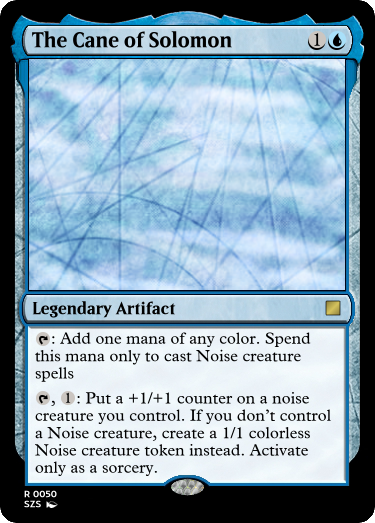 The Cane of Solomon 1
Legendary Artifact
: Add one mana of any color. Spend
this mana only to cast Noise creature
spells
, 1: Put a +1/+1 counter on a noise
creature you control. If you don't control
a Noise creature, create a 1/1 colorless
Noise creature token instead. Activate
only as a sorcery.
R 0050
SZS